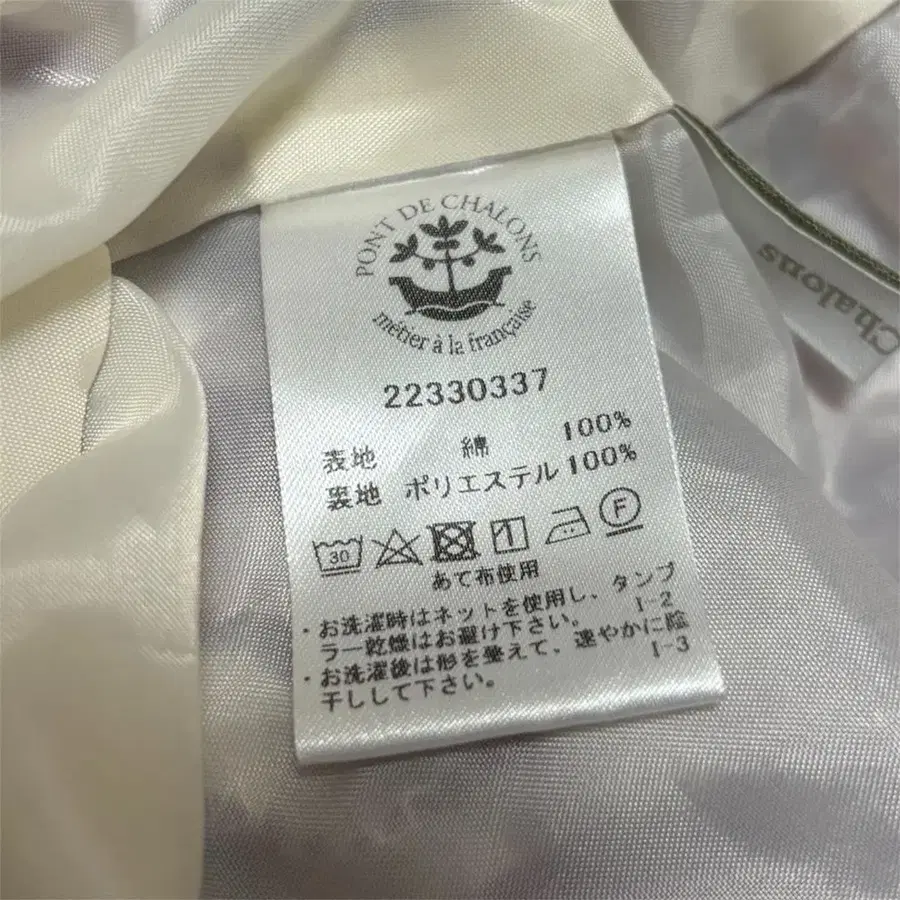 PONT DE CHALONS
métier à la française
22330337
表地 綿 100%
裏地 ポリエステル 100%
30 F
あて布使用
・お洗濯時はネットを使用し、タンブ
ラー乾燥はお避け下さい。 I-2
・お洗濯後は形を整えて、速やかに陰
干しして下さい。 I-3
Chalons